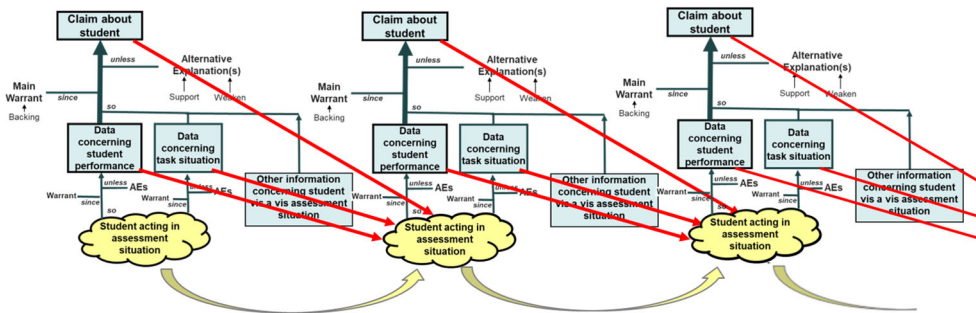 Claim about
student
unless
Alternative
Explanation(s)
Main
Warrant
since
Support
Weaken
Backing
so
Data
concerning
student
performance
Data
concerning
task situation
Other information
concerning student
vis a vis assessment
situation
unless
AEs
Warrant
since
so
unless
AEs
Warrant
since
Student acting in
assessment
situation
Claim about
student
unless
Alternative
Explanation(s)
Main
Warrant
since
Support
Weaken
Backing
so
Data
concerning
student
performance
Data
concerning
task situation
Other information
concerning student
vis a vis assessment
situation
unless
AEs
Warrant
since
so
unless
AEs
Warrant
since
Student acting in
assessment
situation
Claim about
student
unless
Alternative
Explanation(s)
Main
Warrant
since
Support
Weaken
Backing
so
Data
concerning
student
performance
Data
concerning
task situation
Other information
concerning student
vis a vis assessment
situation
unless
AEs
Warrant
since
so
unless
AEs
Warrant
since
Student acting in
assessment
situation